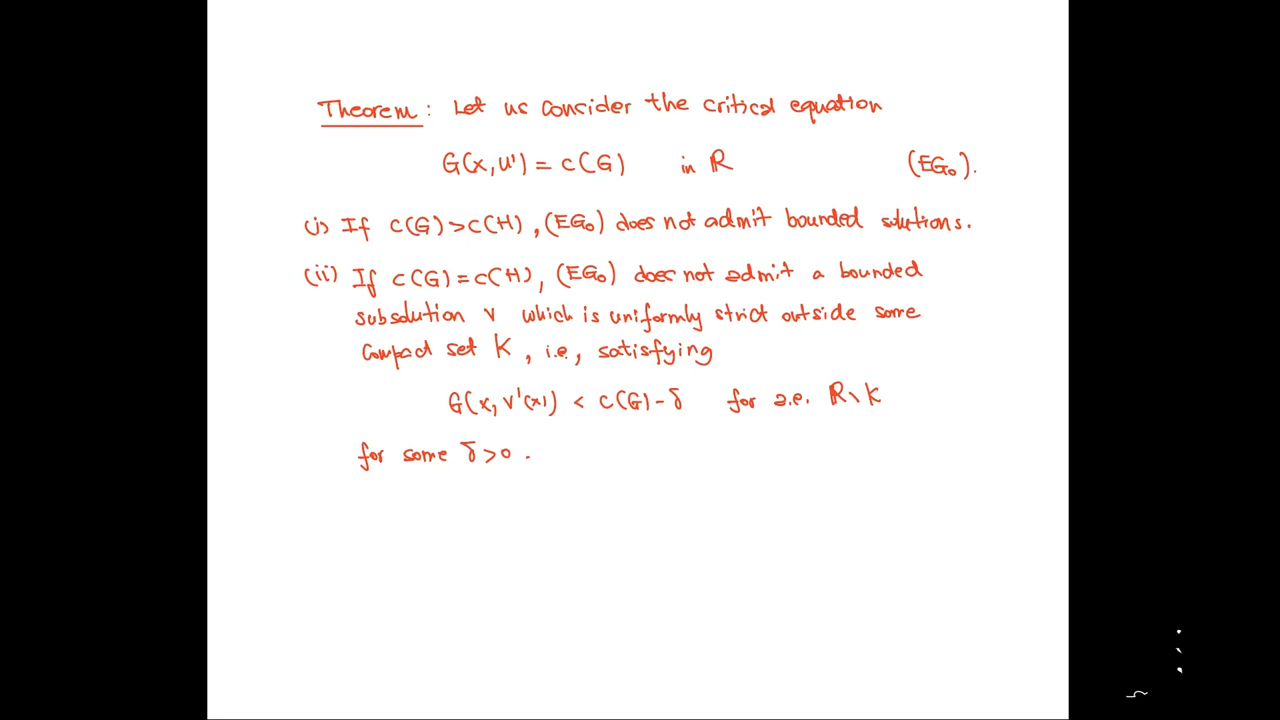 Theorem: Let us consider the critical equation
G(x, u') = c(G) in ℝ (EG₀).
(i) If c(G) > c(H), (EG₀) does not admit bounded solutions.
(ii) If c(G) = c(H), (EG₀) does not admit a bounded
subsolution v which is uniformly strict outside some
compact set K, i.e., satisfying
G(x, v'(x)) < c(G) - δ for a.e. ℝ \ K
for some δ > 0.